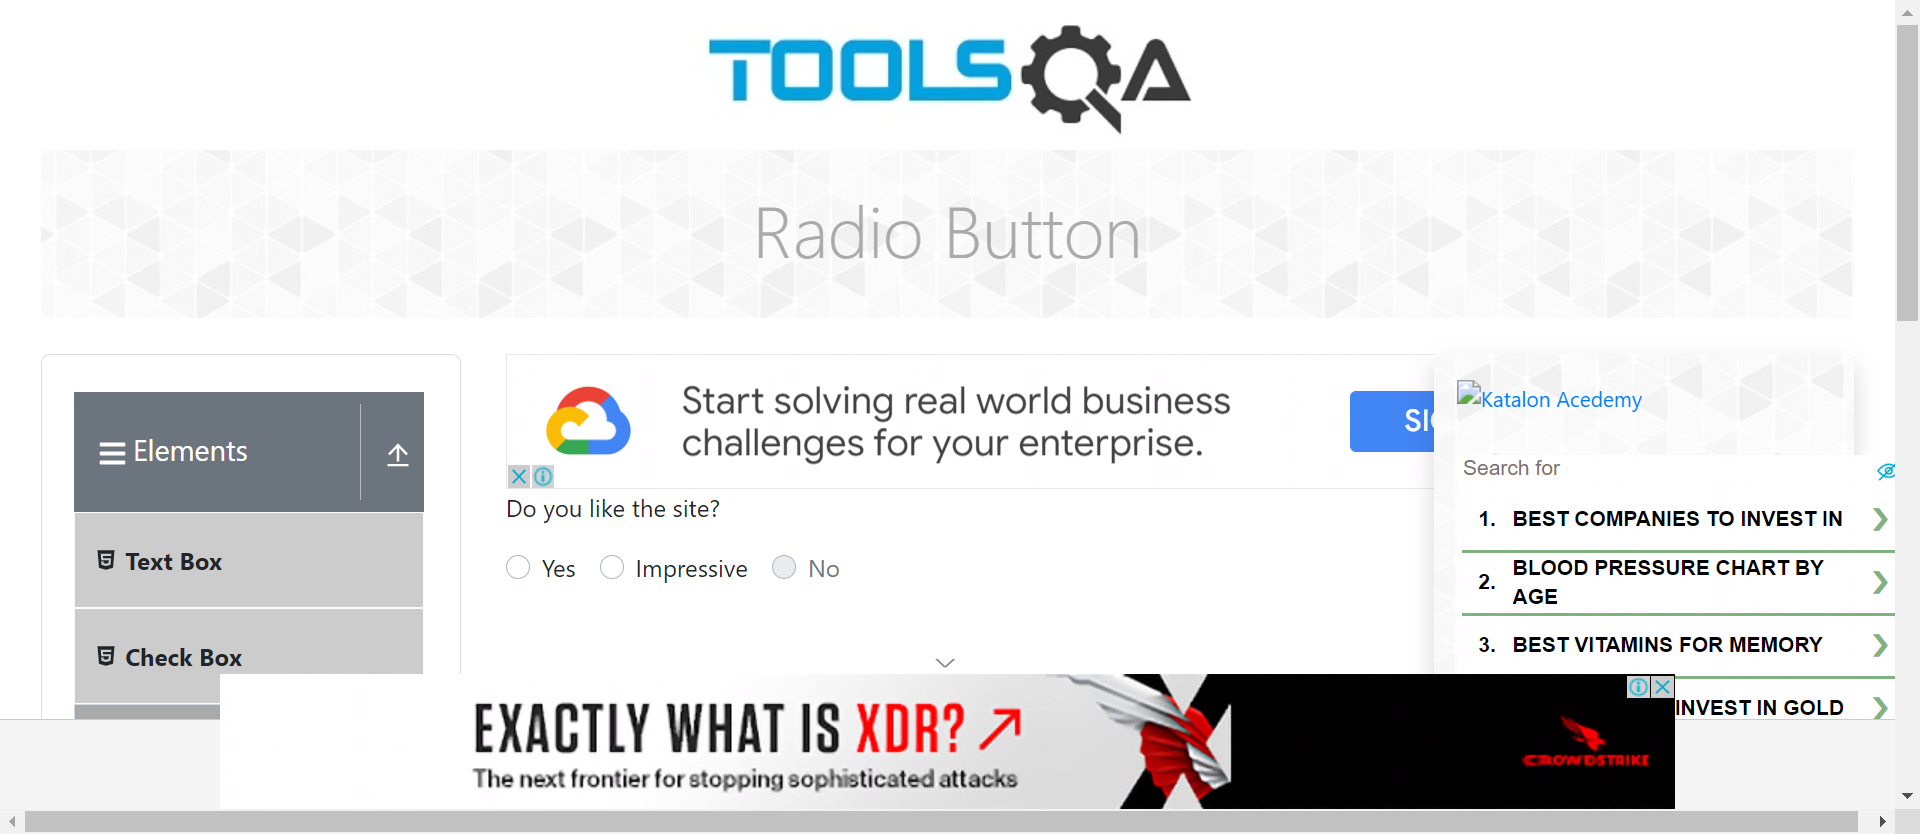 TOOLSQA
Radio Button
Elements
Text Box
Check Box
Start solving real world business
challenges for your enterprise.
Do you like the site?
Yes
Impressive
No
Katalon Acedemy
Search for
1. BEST COMPANIES TO INVEST IN
2. BLOOD PRESSURE CHART BY
AGE
3. BEST VITAMINS FOR MEMORY
INVEST IN GOLD
EXACTLY WHAT IS XDR?
The next frontier for stopping sophisticated attacks
CROWDSTRIKE